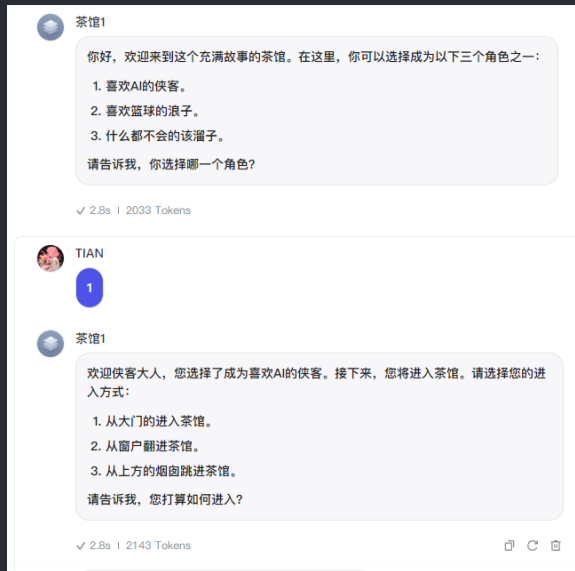 茶馆1
你好，欢迎来到这个充满故事的茶馆。在这里，你可以选择成为以下三个角色之一：
1. 喜欢AI的侠客。
2. 喜欢篮球的浪子。
3. 什么都不会的该溜子。
请告诉我，你选择哪一个角色?
2.8s | 2033 Tokens
TIAN
1
茶馆1
欢迎侠客大人，您选择了成为喜欢AI的侠客。接下来，您将进入茶馆。请选择您的进
入方式：
1. 从大门的进入茶馆。
2. 从窗户翻进茶馆。
3. 从上方的烟囱跳进茶馆。
请告诉我，您打算如何进入?
2.8s | 2143 Tokens